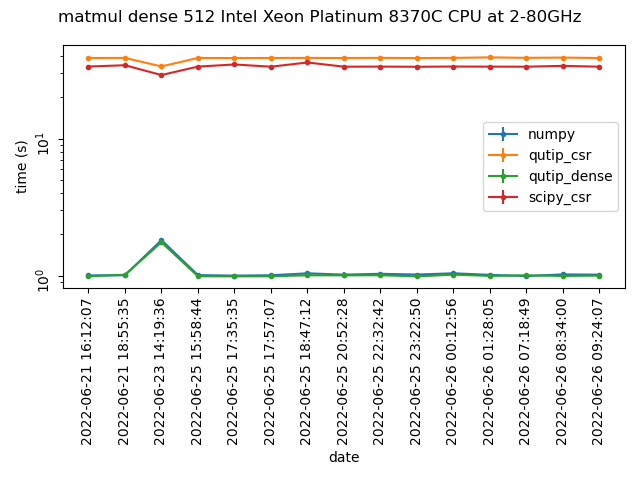 matmul dense 512 Intel Xeon Platinum 8370C CPU at 2-80GHz
time (s)
10¹
10⁰
numpy
qutip_csr
qutip_dense
scipy_csr
2022-06-21 16:12:07
2022-06-21 18:55:35
2022-06-23 14:19:36
2022-06-25 15:58:44
2022-06-25 17:35:35
2022-06-25 17:57:07
2022-06-25 18:47:12
2022-06-25 20:52:28
2022-06-25 22:32:42
2022-06-25 23:22:50
2022-06-26 00:12:56
2022-06-26 01:28:05
2022-06-26 07:18:49
2022-06-26 08:34:00
2022-06-26 09:24:07
date